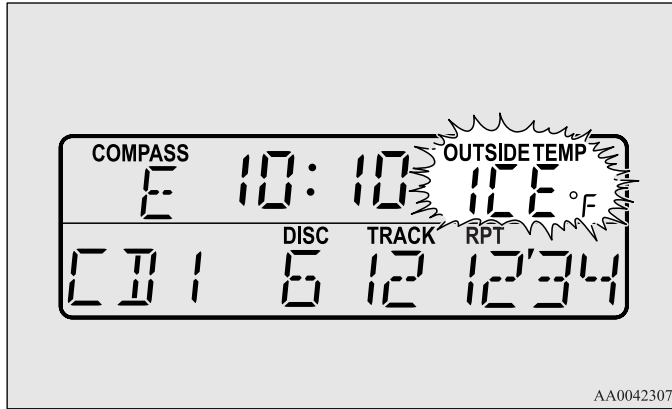 COMPASS OUTSIDE TEMP
E 10:10 ICE °F
DISC TRACK RPT
CD1 6 12 12'34
AA0042307